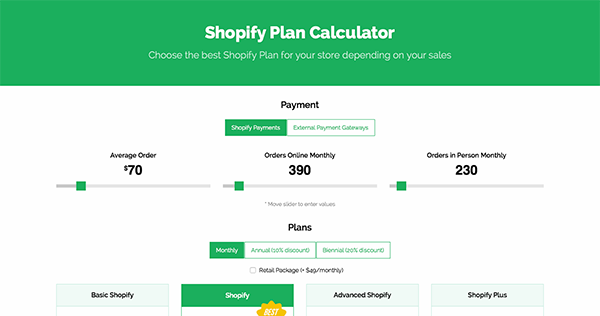 Shopify Plan Calculator
Choose the best Shopify Plan for your store depending on your sales
Payment
Shopify Payments External Payment Gateways
Average Order Orders Online Monthly Orders in Person Monthly
$70 390 230
* Move slider to enter values
Plans
Monthly Annual (10% discount) Biennial (20% discount)
Retail Package (+ $49/monthly)
Basic Shopify Shopify Advanced Shopify Shopify Plus
BEST